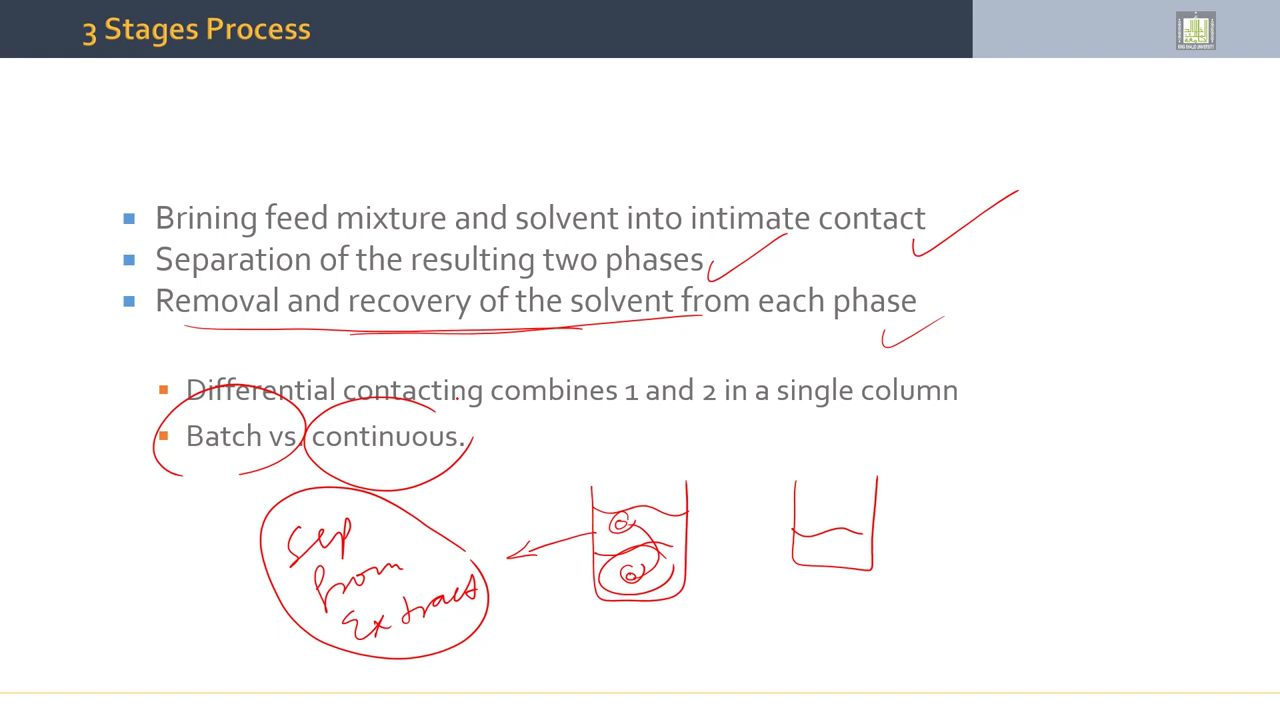 3 Stages Process
Brining feed mixture and solvent into intimate contact
Separation of the resulting two phases
Removal and recovery of the solvent from each phase
Differential contacting combines 1 and 2 in a single column
Batch vs. continuous.
Sep
from
Extract